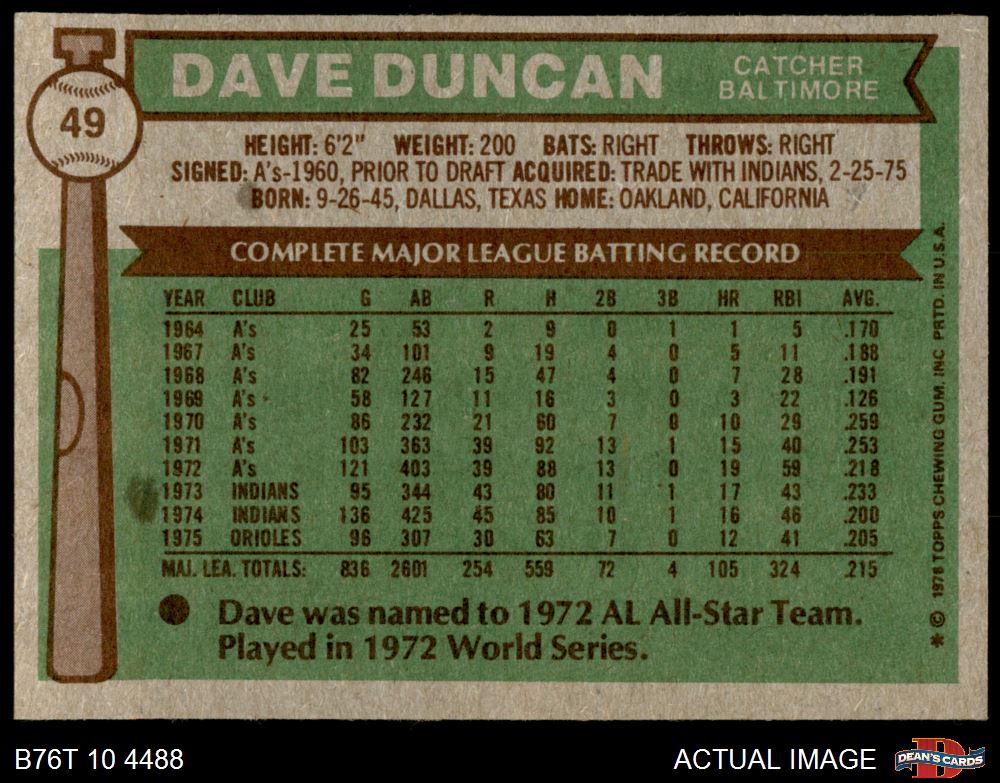 49
DAVE DUNCAN
CATCHER
BALTIMORE
HEIGHT: 6'2" WEIGHT: 200 BATS: RIGHT THROWS: RIGHT
SIGNED: A's-1960, PRIOR TO DRAFT ACQUIRED: TRADE WITH INDIANS, 2-25-75
BORN: 9-26-45, DALLAS, TEXAS HOME: OAKLAND, CALIFORNIA
COMPLETE MAJOR LEAGUE BATTING RECORD
YEAR CLUB G AB R H 2B 3B HR RBI AVG.
1964 A's 25 53 2 9 0 1 1 5 .170
1967 A's 34 101 9 19 4 0 5 11 .188
1968 A's 82 246 15 47 4 0 7 28 .191
1969 A's 58 127 11 16 3 0 3 22 .126
1970 A's 86 232 21 60 7 0 10 29 .259
1971 A's 103 363 39 92 13 1 15 40 .253
1972 A's 121 403 39 88 13 0 19 59 .218
1973 INDIANS 95 344 43 80 11 1 17 43 .233
1974 INDIANS 136 425 45 85 10 1 16 46 .200
1975 ORIOLES 96 307 30 63 7 0 12 41 .205
MAJ. LEA. TOTALS: 836 2601 254 559 72 4 105 324 .215
Dave was named to 1972 AL All-Star Team.
Played in 1972 World Series.
* © 1976 TOPPS CHEWING GUM, INC PRTD. IN U.S.A.
B76T 10 4488
ACTUAL IMAGE
D
DEAN'S CARDS